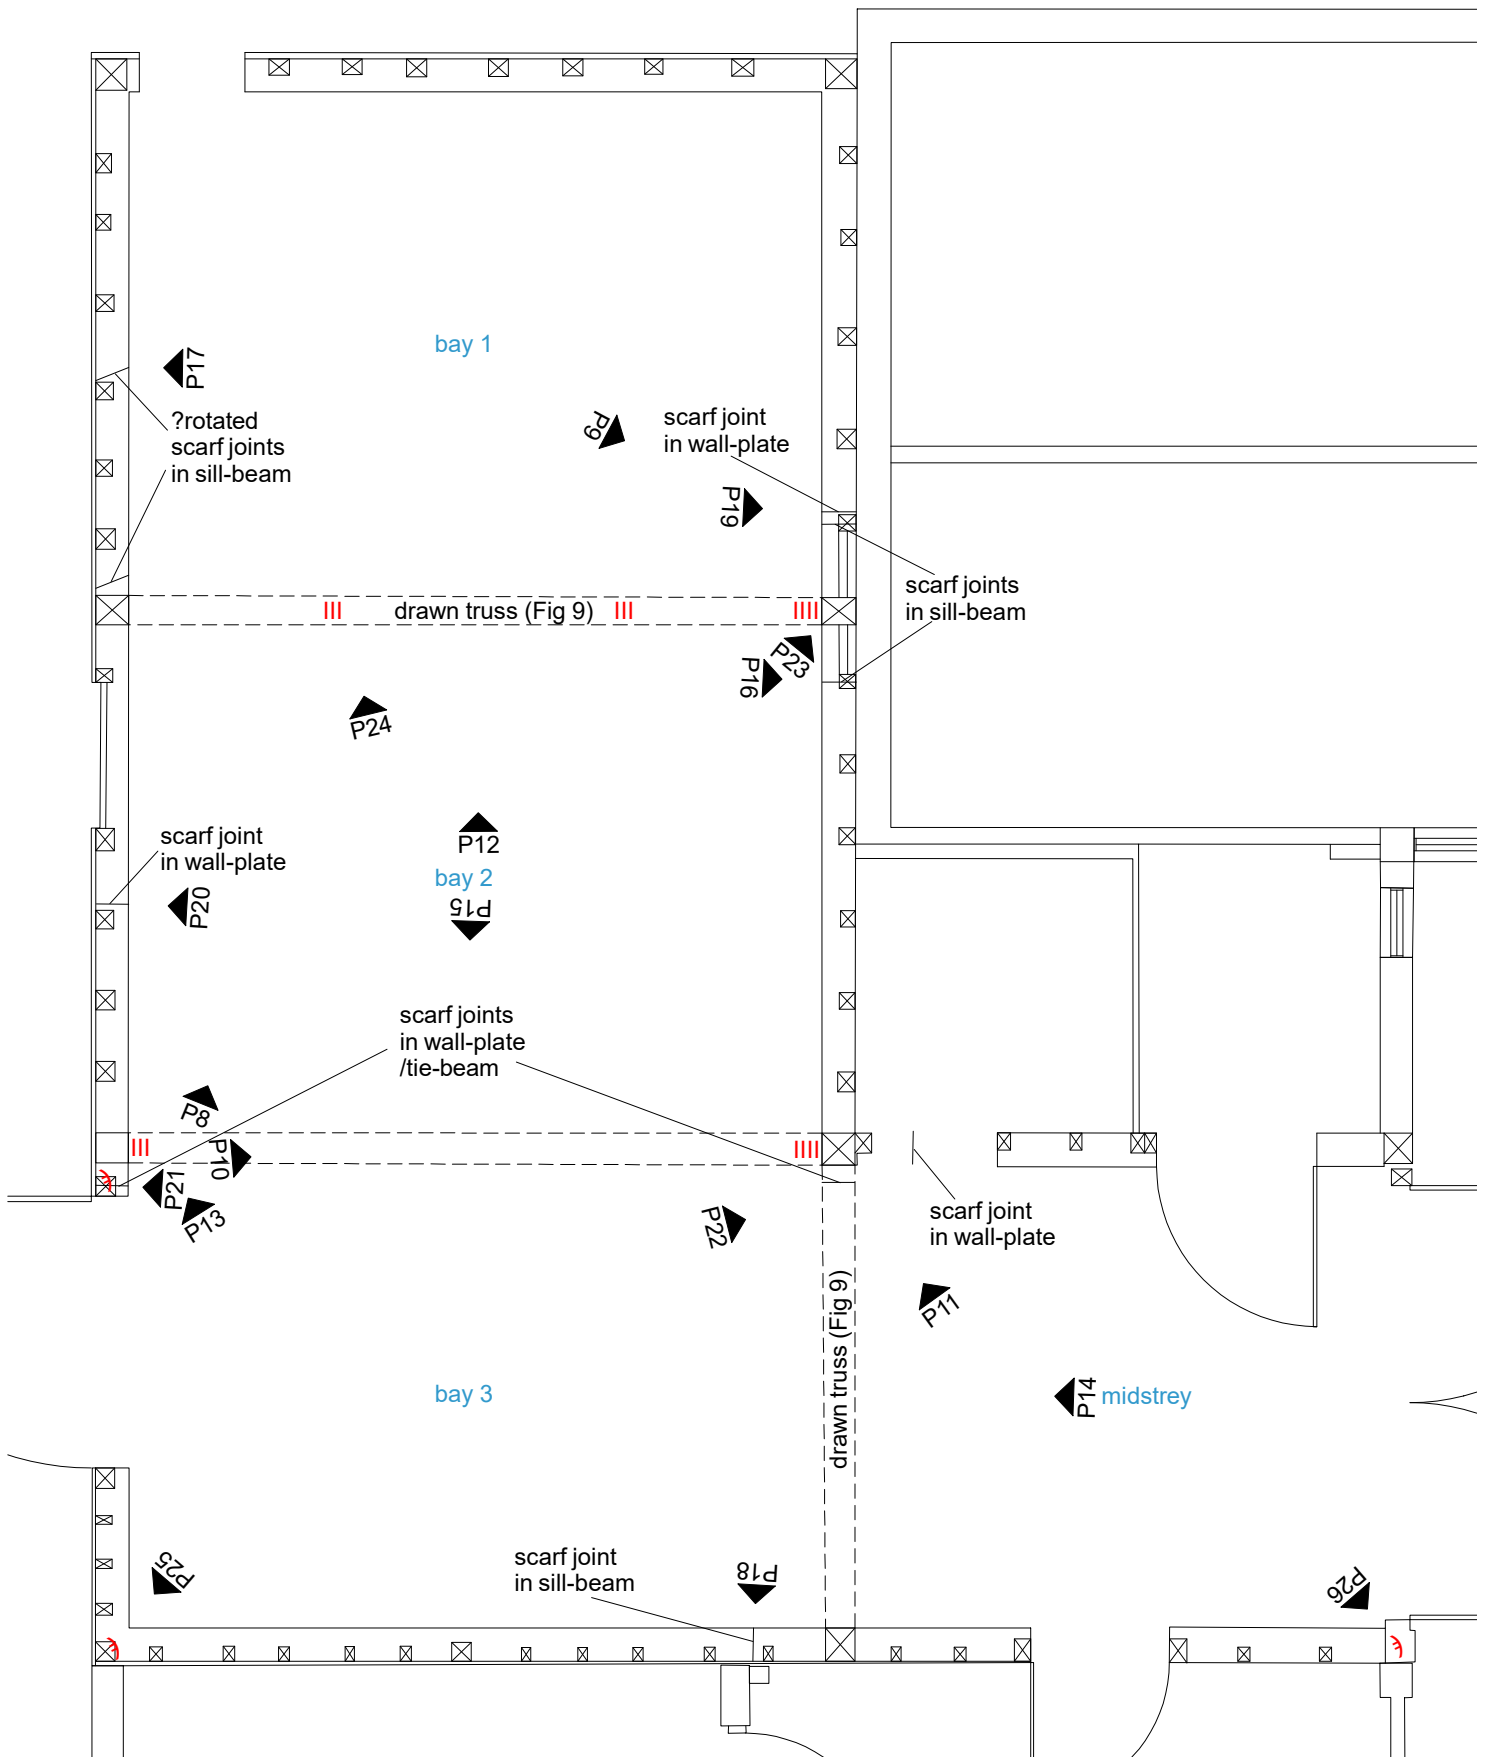 bay 1
P17
?rotated
scarf joints
in sill-beam
P9
scarf joint
in wall-plate
P19
scarf joints
in sill-beam
III
drawn truss (Fig 9)
III
IIII
P23
P16
P24
P12
scarf joint
in wall-plate
bay 2
P20
P15
scarf joints
in wall-plate
/tie-beam
P8
III
P10
IIII
P21
P13
P22
scarf joint
in wall-plate
P11
drawn truss (Fig 9)
bay 3
P14
midstrey
P25
scarf joint
in sill-beam
P18
P26